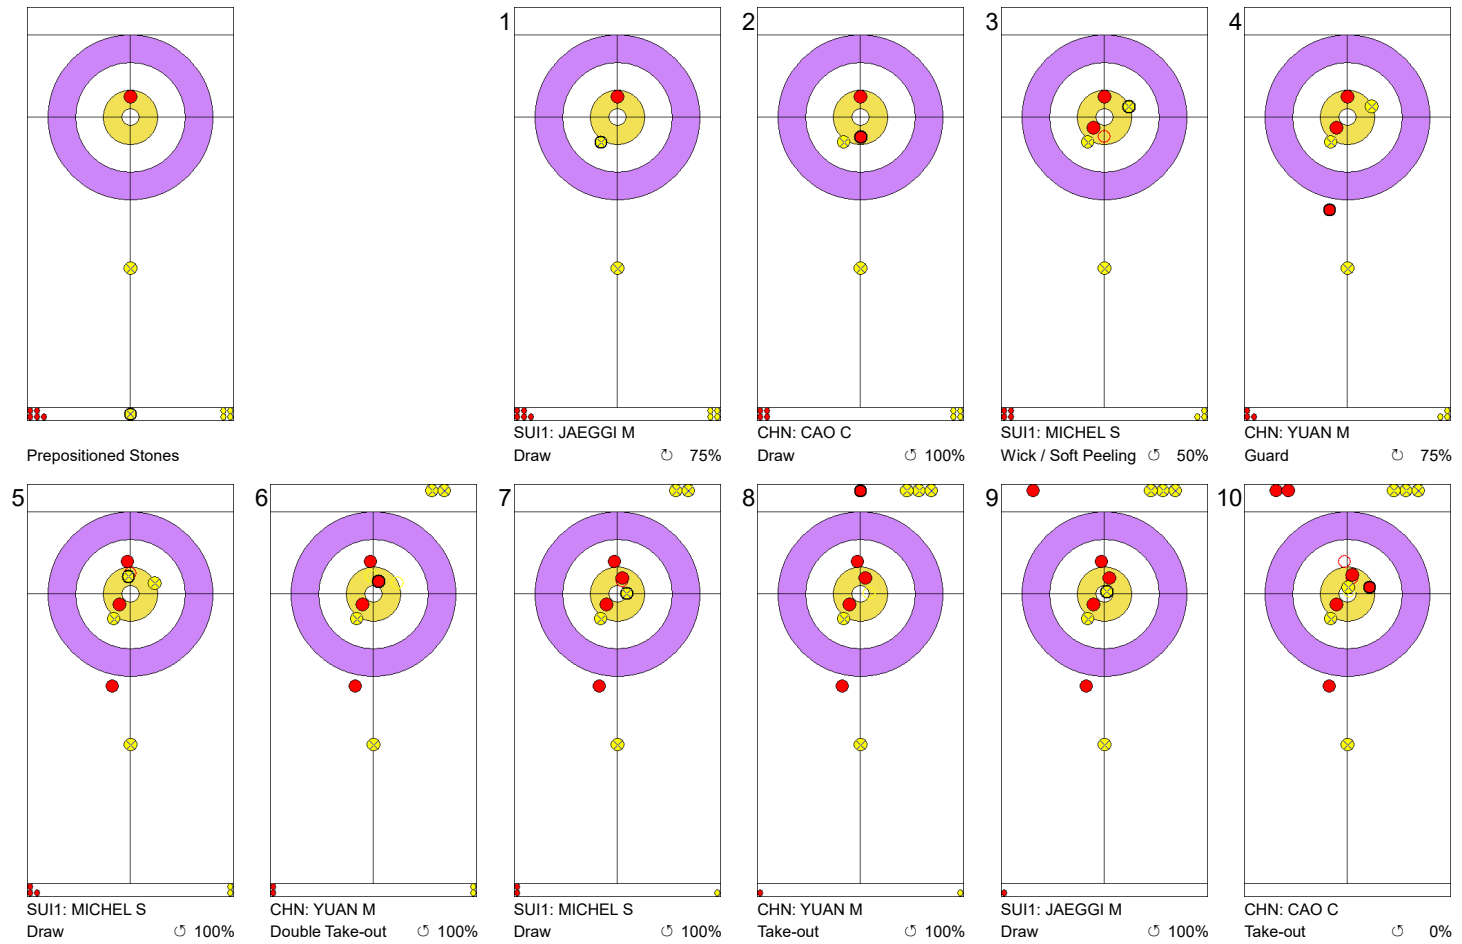 1
2
3
4
Prepositioned Stones
SUI1: JAEGGI M
Draw 75%
CHN: CAO C
Draw 100%
SUI1: MICHEL S
Wick / Soft Peeling 50%
CHN: YUAN M
Guard 75%
5
6
7
8
9
10
SUI1: MICHEL S
Draw 100%
CHN: YUAN M
Double Take-out 100%
SUI1: MICHEL S
Draw 100%
CHN: YUAN M
Take-out 100%
SUI1: JAEGGI M
Draw 100%
CHN: CAO C
Take-out 0%